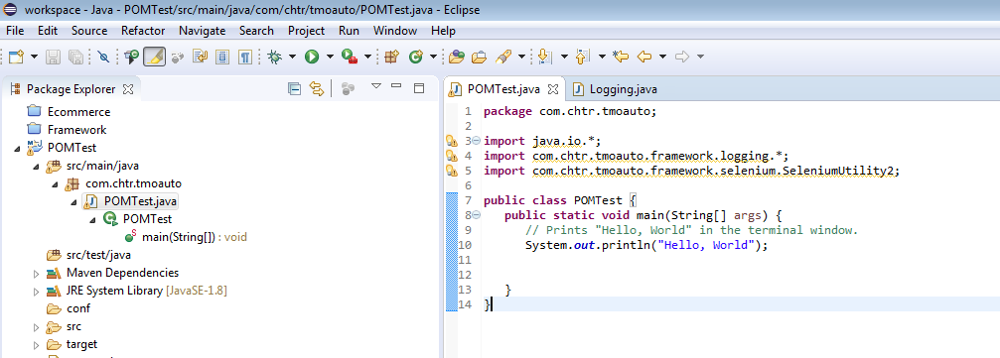 workspace - Java - POMTest/src/main/java/com/chtr/tmoauto/POMTest.java - Eclipse
File Edit Source Refactor Navigate Search Project Run Window Help
Package Explorer
Ecommerce
Framework
POMTest
src/main/java
com.chtr.tmoauto
POMTest.java
POMTest
main(String[]) : void
src/test/java
Maven Dependencies
JRE System Library [JavaSE-1.8]
conf
src
target
POMTest.java Logging.java
1 package com.chtr.tmoauto;
2
3 import java.io.*;
4 import com.chtr.tmoauto.framework.logging.*;
5 import com.chtr.tmoauto.framework.selenium.SeleniumUtility2;
6
7 public class POMTest {
8 public static void main(String[] args) {
9 // Prints "Hello, World" in the terminal window.
10 System.out.println("Hello, World");
11
12
13 }
14 }